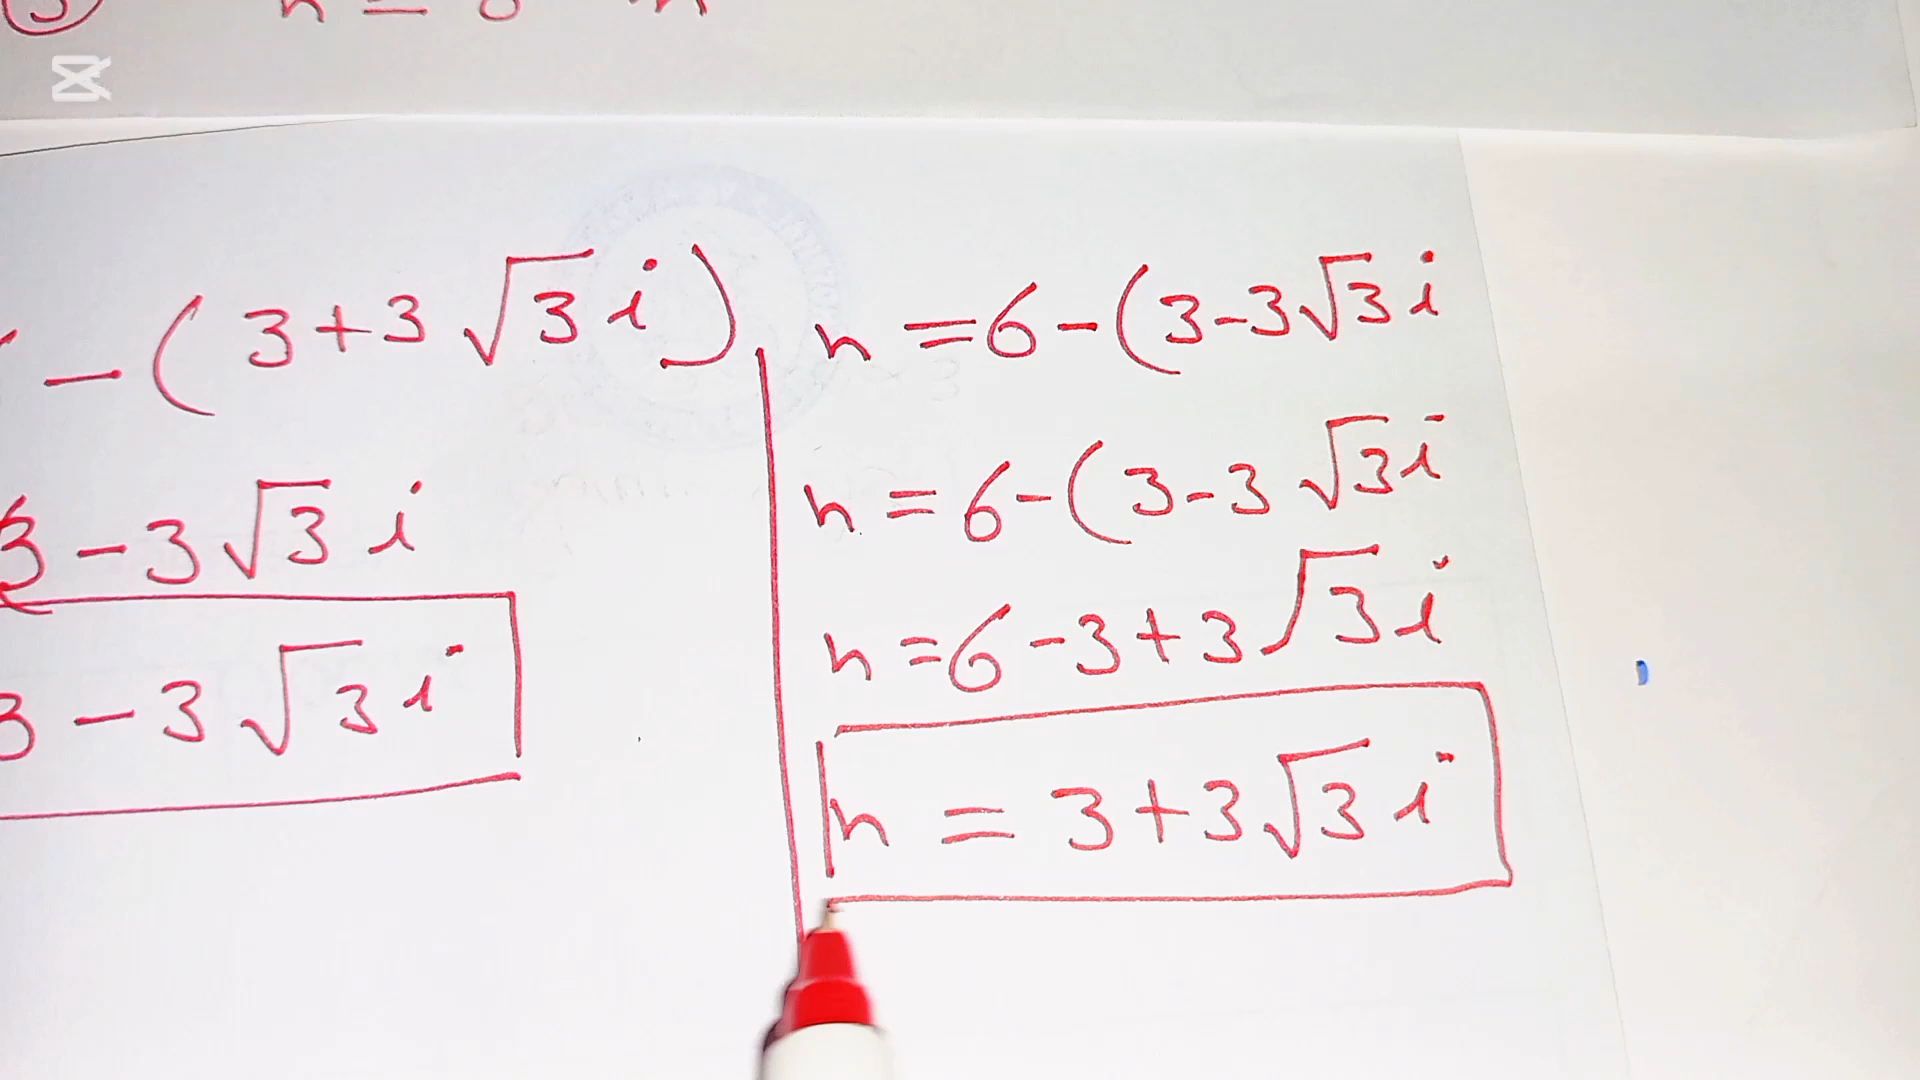 - (3+3√3 i)
3 - 3√3 i
3 - 3√3 i
n = 6 - (3-3√3 i
n = 6 - (3-3√3 i
n = 6 - 3 + 3√3 i
n = 3 + 3√3 i